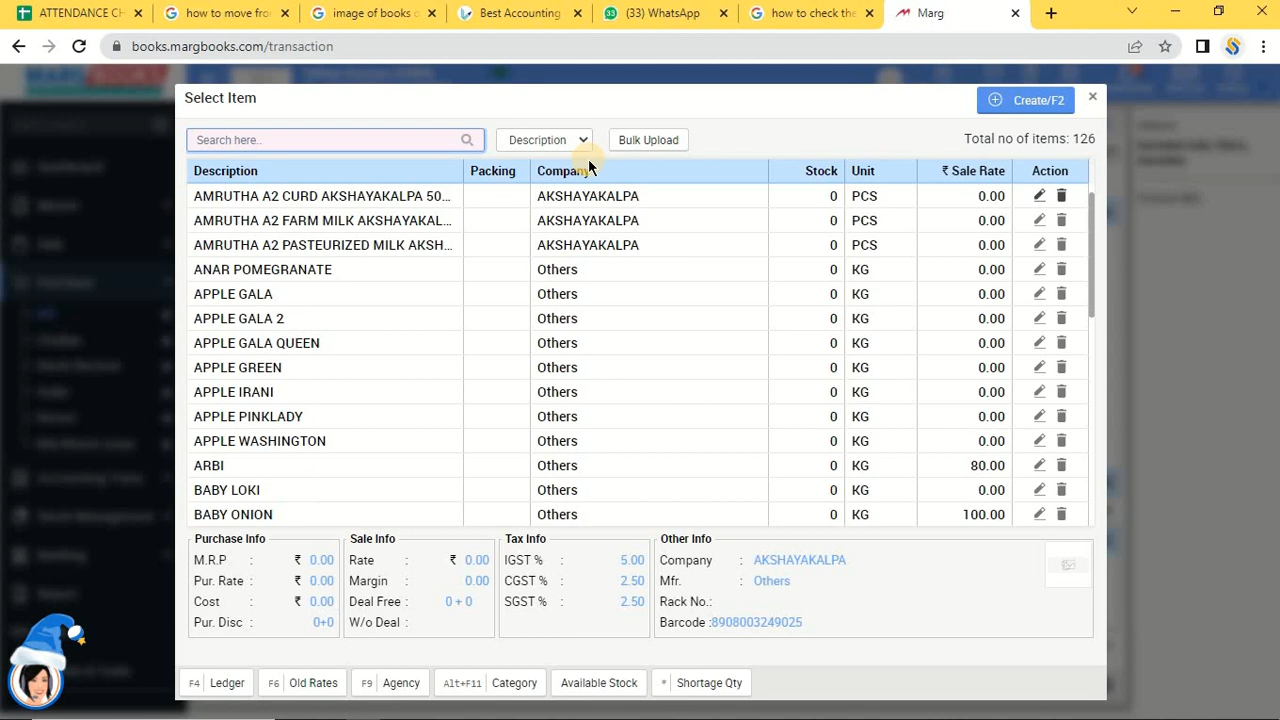 ATTENDANCE CH
how to move fro
image of books o
Best Accounting
(33) WhatsApp
how to check the
Marg
books.margbooks.com/transaction
Select Item
Create/F2
Search here..
Description
Bulk Upload
Total no of items: 126
Description Packing Company Stock Unit ₹ Sale Rate Action
AMRUTHA A2 CURD AKSHAYAKALPA 50... AKSHAYAKALPA 0 PCS 0.00
AMRUTHA A2 FARM MILK AKSHAYAKAL... AKSHAYAKALPA 0 PCS 0.00
AMRUTHA A2 PASTEURIZED MILK AKSH... AKSHAYAKALPA 0 PCS 0.00
ANAR POMEGRANATE Others 0 KG 0.00
APPLE GALA Others 0 KG 0.00
APPLE GALA 2 Others 0 KG 0.00
APPLE GALA QUEEN Others 0 KG 0.00
APPLE GREEN Others 0 KG 0.00
APPLE IRANI Others 0 KG 0.00
APPLE PINKLADY Others 0 KG 0.00
APPLE WASHINGTON Others 0 KG 0.00
ARBI Others 0 KG 80.00
BABY LOKI Others 0 KG 0.00
BABY ONION Others 0 KG 100.00
Purchase Info
M.R.P : ₹ 0.00
Pur. Rate : ₹ 0.00
Cost : ₹ 0.00
Pur. Disc : 0+0
Sale Info
Rate : ₹ 0.00
Margin : 0.00
Deal Free : 0 + 0
W/o Deal :
Tax Info
IGST % : 5.00
CGST % : 2.50
SGST % : 2.50
Other Info
Company : AKSHAYAKALPA
Mfr. : Others
Rack No.:
Barcode :8908003249025
F4 Ledger
F6 Old Rates
F9 Agency
Alt+F11 Category
Available Stock
* Shortage Qty